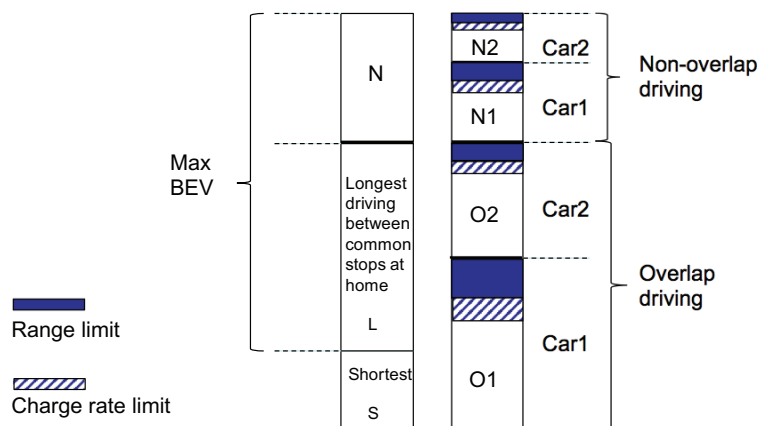 Max
BEV
Range limit
Charge rate limit
N
Longest
driving
between
common
stops at
home
L
Shortest
S
N2
N1
O2
O1
Car2
Car1
Car2
Car1
Non-overlap
driving
Overlap
driving